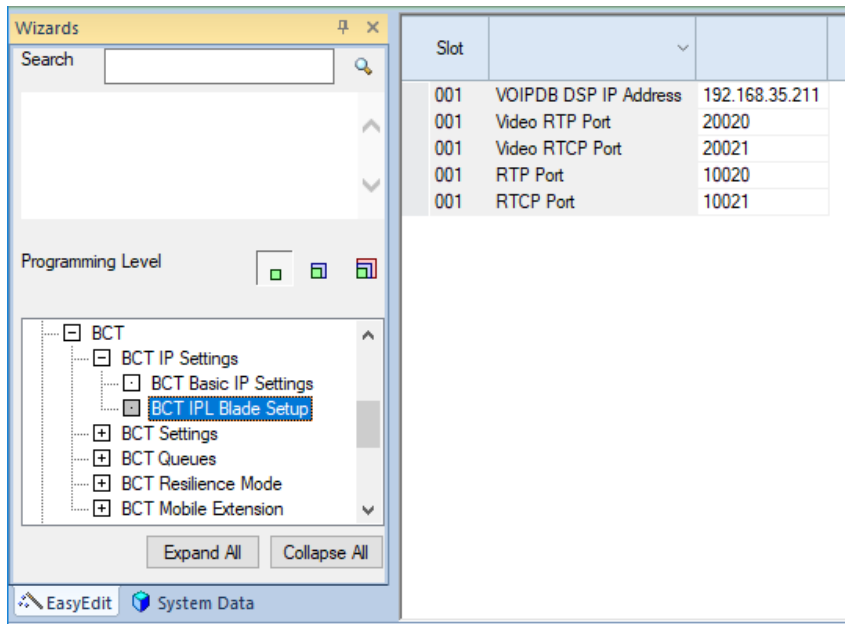 Wizards
Search
Programming Level
BCT
BCT IP Settings
BCT Basic IP Settings
BCT IPL Blade Setup
BCT Settings
BCT Queues
BCT Resilience Mode
BCT Mobile Extension
Expand All Collapse All
EasyEdit System Data
Slot
001 VOIPDB DSP IP Address 192.168.35.211
001 Video RTP Port 20020
001 Video RTCP Port 20021
001 RTP Port 10020
001 RTCP Port 10021